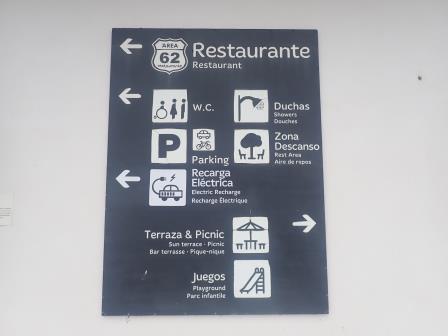 AREA
62
RESTAURANTE
Restaurante
Restaurant
W.C.
Duchas
Showers
Douches
P
Parking
Zona
Descanso
Rest Area
Aire de repos
Recarga
Eléctrica
Electric Recharge
Recharge Électrique
Terraza & Picnic
Sun terrace - Picnic
Bar terrasse - Pique-nique
Juegos
Playground
Parc infantile